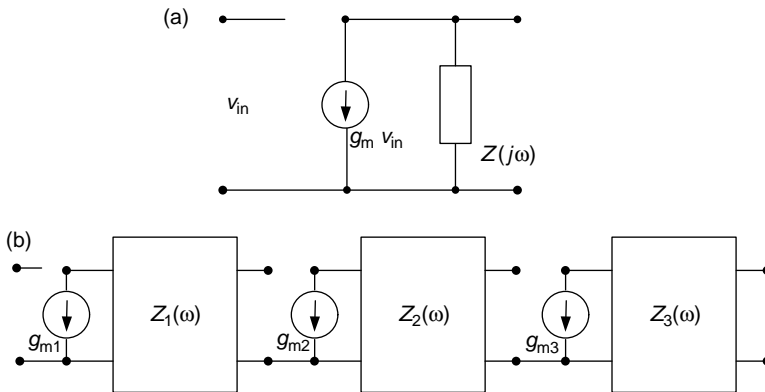 (a)
v_in
g_m v_in
Z(jω)
(b)
g_m1
Z_1(ω)
g_m2
Z_2(ω)
g_m3
Z_3(ω)